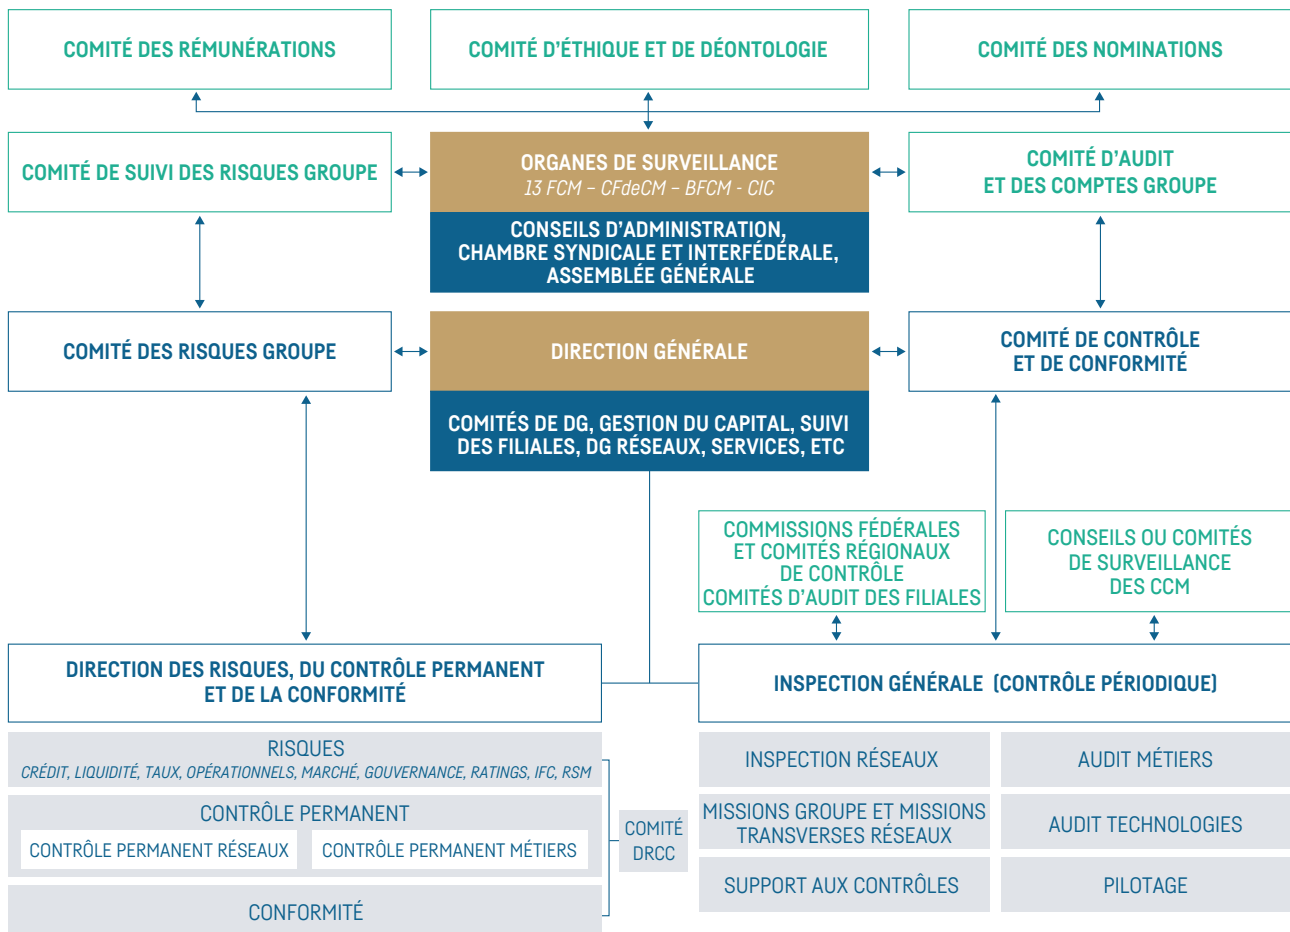 COMITÉ DES RÉMUNÉRATIONS
COMITÉ D'ÉTHIQUE ET DE DÉONTOLOGIE
COMITÉ DES NOMINATIONS
COMITÉ DE SUIVI DES RISQUES GROUPE
ORGANES DE SURVEILLANCE
13 FCM – CFdeCM – BFCM - CIC
COMITÉ D'AUDIT
ET DES COMPTES GROUPE
CONSEILS D'ADMINISTRATION,
CHAMBRE SYNDICALE ET INTERFÉDÉRALE,
ASSEMBLÉE GÉNÉRALE
COMITÉ DES RISQUES GROUPE
DIRECTION GÉNÉRALE
COMITÉ DE CONTRÔLE
ET DE CONFORMITÉ
COMITÉS DE DG, GESTION DU CAPITAL, SUIVI
DES FILIALES, DG RÉSEAUX, SERVICES, ETC
COMMISSIONS FÉDÉRALES
ET COMITÉS RÉGIONAUX
DE CONTRÔLE
COMITÉS D'AUDIT DES FILIALES
CONSEILS OU COMITÉS
DE SURVEILLANCE
DES CCM
DIRECTION DES RISQUES, DU CONTRÔLE PERMANENT
ET DE LA CONFORMITÉ
INSPECTION GÉNÉRALE (CONTRÔLE PÉRIODIQUE)
RISQUES
CRÉDIT, LIQUIDITÉ, TAUX, OPÉRATIONNELS, MARCHÉ, GOUVERNANCE, RATINGS, IFC, RSM
CONTRÔLE PERMANENT
CONTRÔLE PERMANENT RÉSEAUX
CONTRÔLE PERMANENT MÉTIERS
CONFORMITÉ
COMITÉ
DRCC
INSPECTION RÉSEAUX
AUDIT MÉTIERS
MISSIONS GROUPE ET MISSIONS
TRANSVERSES RÉSEAUX
AUDIT TECHNOLOGIES
SUPPORT AUX CONTRÔLES
PILOTAGE